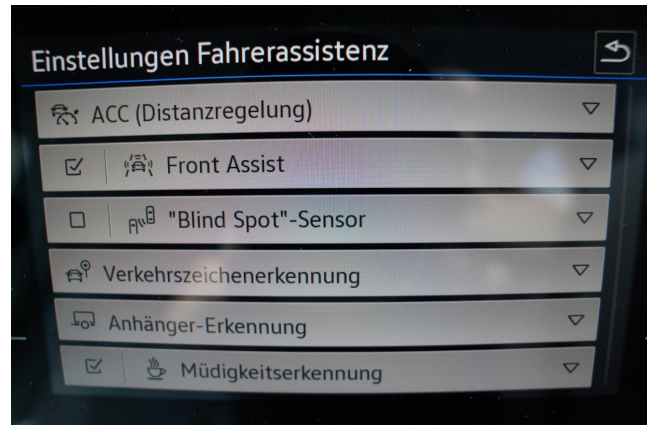 Einstellungen Fahrerassistenz
ACC (Distanzregelung)
Front Assist
"Blind Spot"-Sensor
Verkehrszeichenerkennung
Anhänger-Erkennung
Müdigkeitserkennung